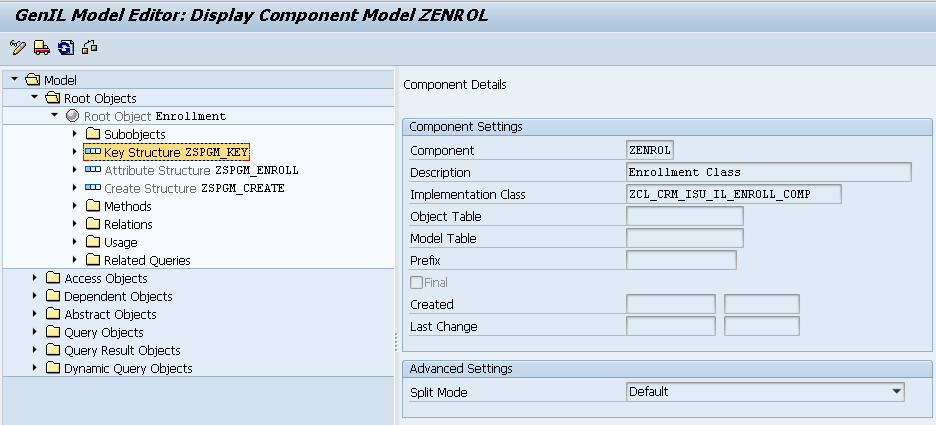 GenIL Model Editor: Display Component Model ZENROL
Model
Root Objects
Root Object Enrollment
Subobjects
Key Structure ZSPGM_KEY
Attribute Structure ZSPGM_ENROLL
Create Structure ZSPGM_CREATE
Methods
Relations
Usage
Related Queries
Access Objects
Dependent Objects
Abstract Objects
Query Objects
Query Result Objects
Dynamic Query Objects
Component Details
Component Settings
Component ZENROL
Description Enrollment Class
Implementation Class ZCL_CRM_ISU_IL_ENROLL_COMP
Object Table
Model Table
Prefix
Final
Created
Last Change
Advanced Settings
Split Mode Default